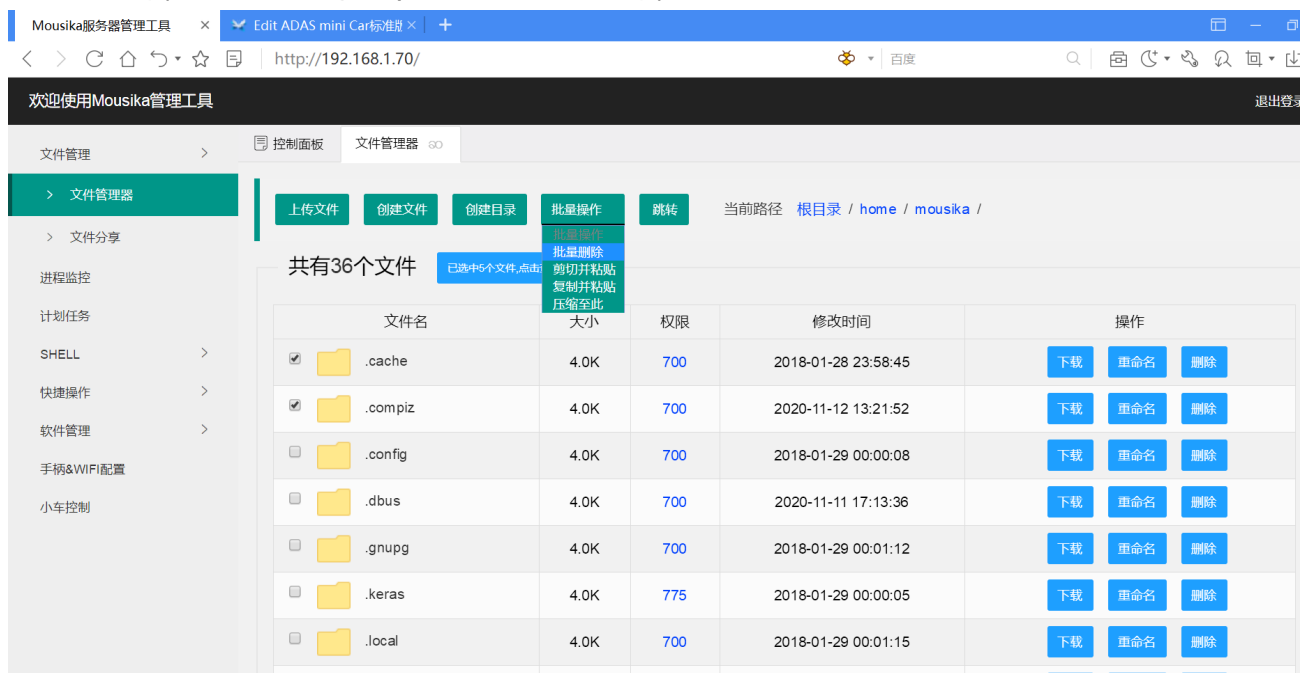 Mousika服务器管理工具 × Edit ADAS mini Car标准 × +
http://192.168.1.70/ 百度
欢迎使用Mousika管理工具 退出登录
文件管理
文件管理器
文件分享
进程监控
计划任务
SHELL
快捷操作
软件管理
手柄&WIFI配置
小车控制
控制面板 文件管理器
上传文件 创建文件 创建目录 批量操作 跳转 当前路径 根目录 / home / mousika /
批量操作
批量删除
剪切并粘贴
复制并粘贴
压缩至此
共有36个文件 已选中5个文件,点击
文件名 大小 权限 修改时间 操作
.cache 4.0K 700 2018-01-28 23:58:45 下载 重命名 删除
.compiz 4.0K 700 2020-11-12 13:21:52 下载 重命名 删除
.config 4.0K 700 2018-01-29 00:00:08 下载 重命名 删除
.dbus 4.0K 700 2020-11-11 17:13:36 下载 重命名 删除
.gnupg 4.0K 700 2018-01-29 00:01:12 下载 重命名 删除
.keras 4.0K 775 2018-01-29 00:00:05 下载 重命名 删除
.local 4.0K 700 2018-01-29 00:01:15 下载 重命名 删除